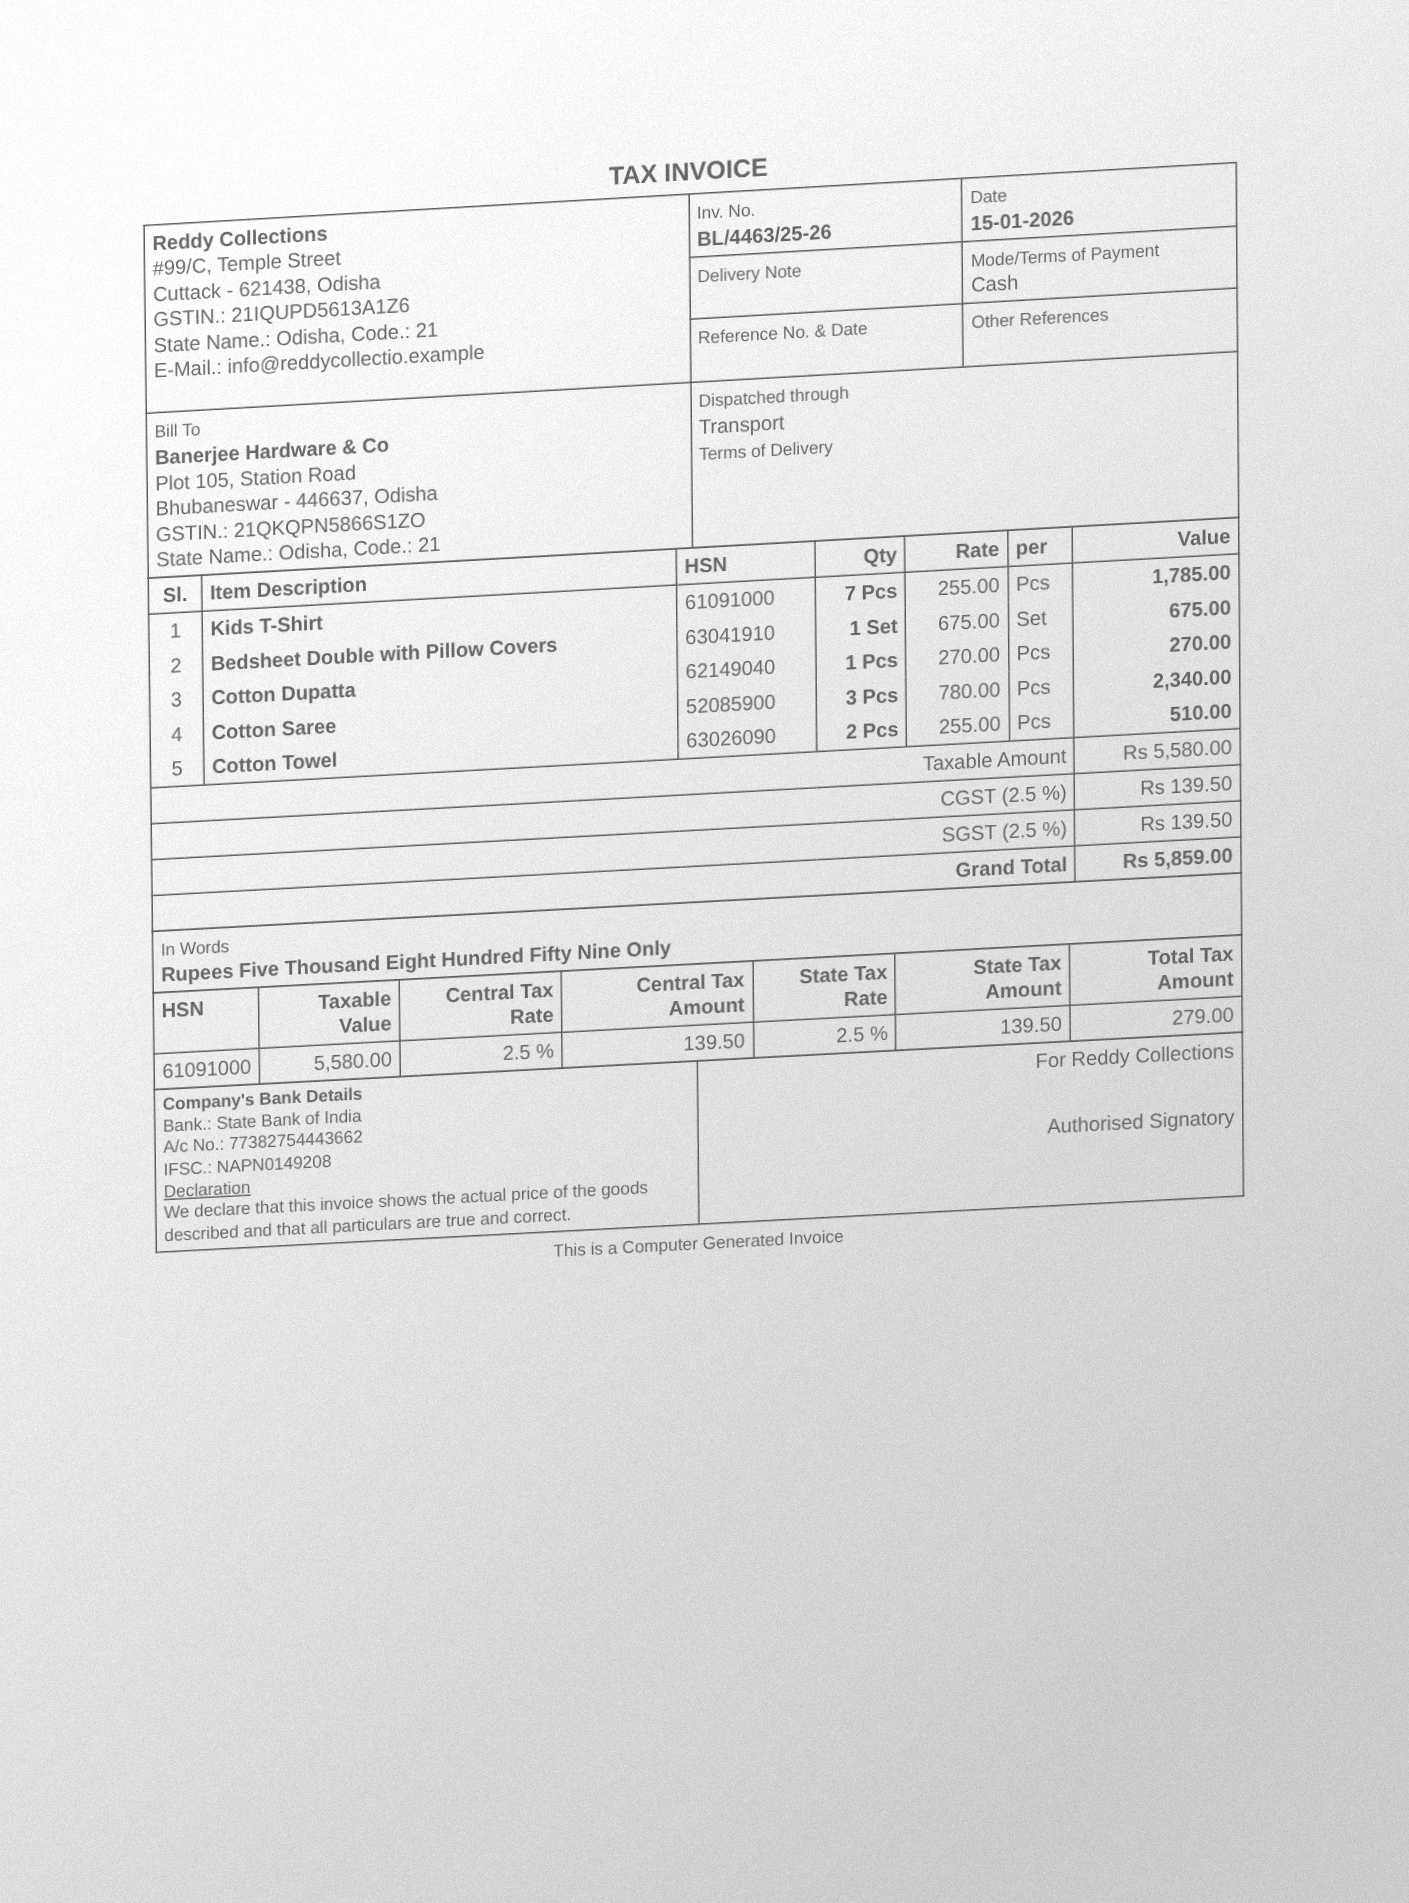 TAX INVOICE
Reddy Collections
#99/C, Temple Street
Cuttack - 621438, Odisha
GSTIN.: 21IQUPD5613A1Z6
State Name.: Odisha, Code.: 21
E-Mail.: info@reddycollectio.example
Inv. No.
BL/4463/25-26
Date
15-01-2026
Delivery Note
Mode/Terms of Payment
Cash
Reference No. & Date
Other References
Bill To
Banerjee Hardware & Co
Plot 105, Station Road
Bhubaneswar - 446637, Odisha
GSTIN.: 21QKQPN5866S1ZO
State Name.: Odisha, Code.: 21
Dispatched through
Transport
Terms of Delivery
Sl. Item Description HSN Qty Rate per Value
1 Kids T-Shirt 61091000 7 Pcs 255.00 Pcs 1,785.00
2 Bedsheet Double with Pillow Covers 63041910 1 Set 675.00 Set 675.00
3 Cotton Dupatta 62149040 1 Pcs 270.00 Pcs 270.00
4 Cotton Saree 52085900 3 Pcs 780.00 Pcs 2,340.00
5 Cotton Towel 63026090 2 Pcs 255.00 Pcs 510.00
Taxable Amount Rs 5,580.00
CGST (2.5 %) Rs 139.50
SGST (2.5 %) Rs 139.50
Grand Total Rs 5,859.00
In Words
Rupees Five Thousand Eight Hundred Fifty Nine Only
HSN Taxable Central Tax Central Tax State Tax State Tax Total Tax
Value Rate Amount Rate Amount Amount
61091000 5,580.00 2.5 % 139.50 2.5 % 139.50 279.00
Company's Bank Details
Bank.: State Bank of India
A/c No.: 77382754443662
IFSC.: NAPN0149208
Declaration
We declare that this invoice shows the actual price of the goods
described and that all particulars are true and correct.
For Reddy Collections
Authorised Signatory
This is a Computer Generated Invoice